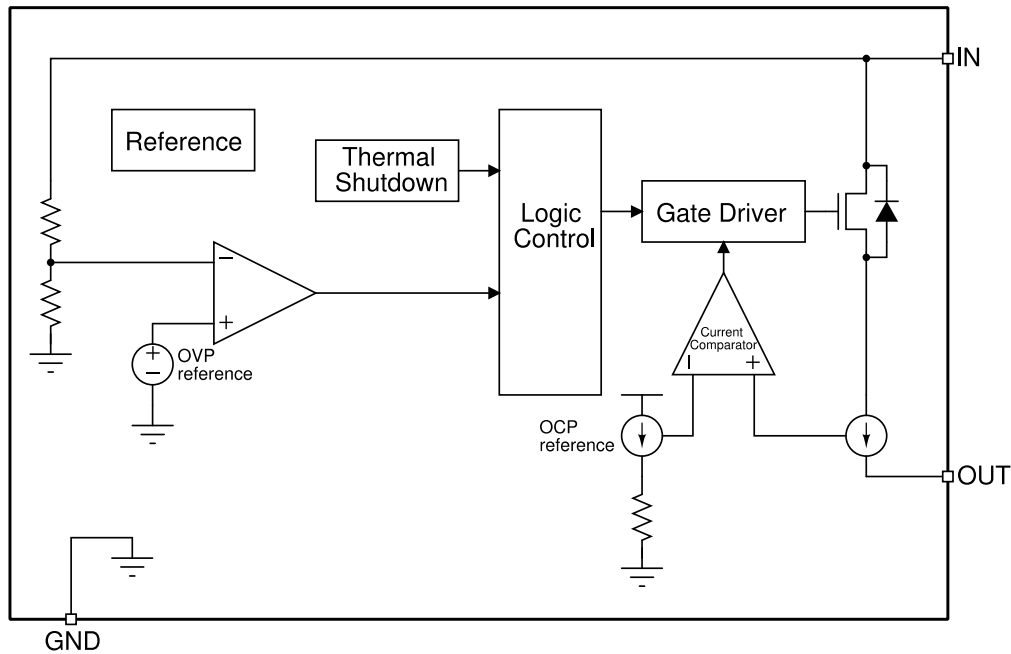 IN
Reference
Thermal
Shutdown
Logic
Control
Gate Driver
−
+
+
−
OVP
reference
Current
Comparator
−
+
OCP
reference
OUT
GND